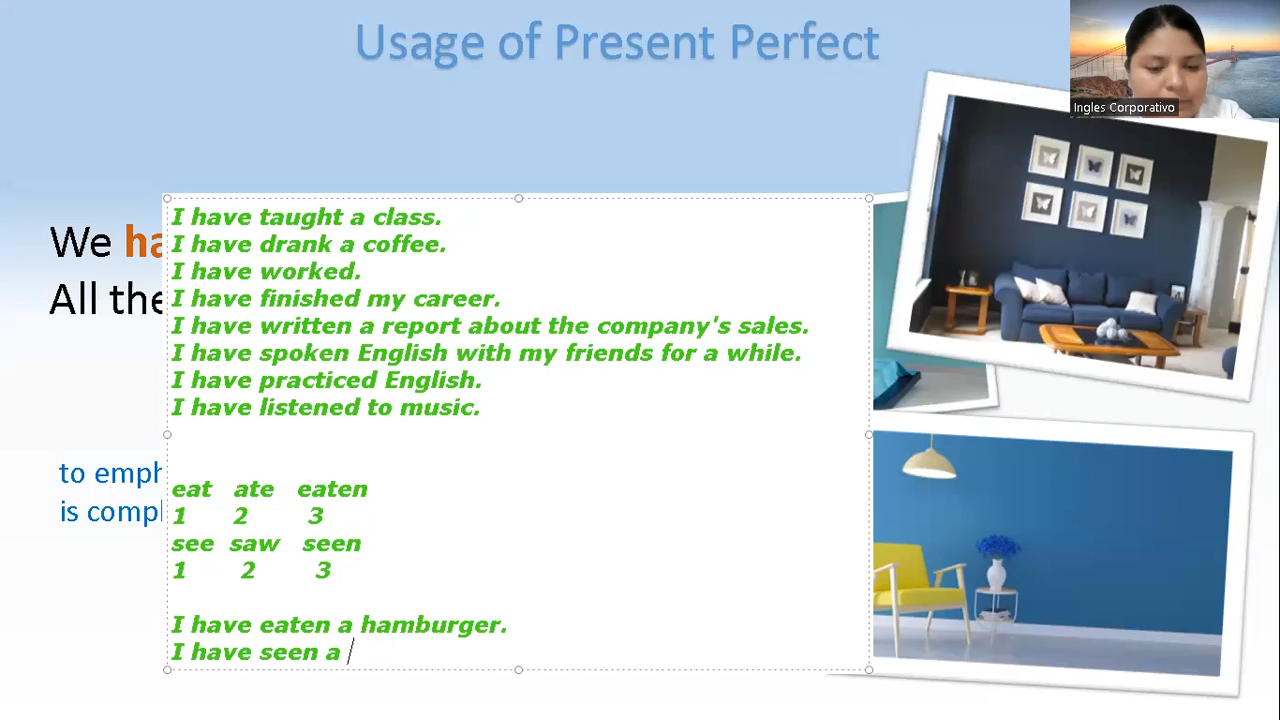 Usage of Present Perfect
Ingles Corporativo
We ha
All the
I have taught a class.
I have drank a coffee.
I have worked.
I have finished my career.
I have written a report about the company's sales.
I have spoken English with my friends for a while.
I have practiced English.
I have listened to music.
to emph
is comp
eat ate eaten
1 2 3
see saw seen
1 2 3
I have eaten a hamburger.
I have seen a